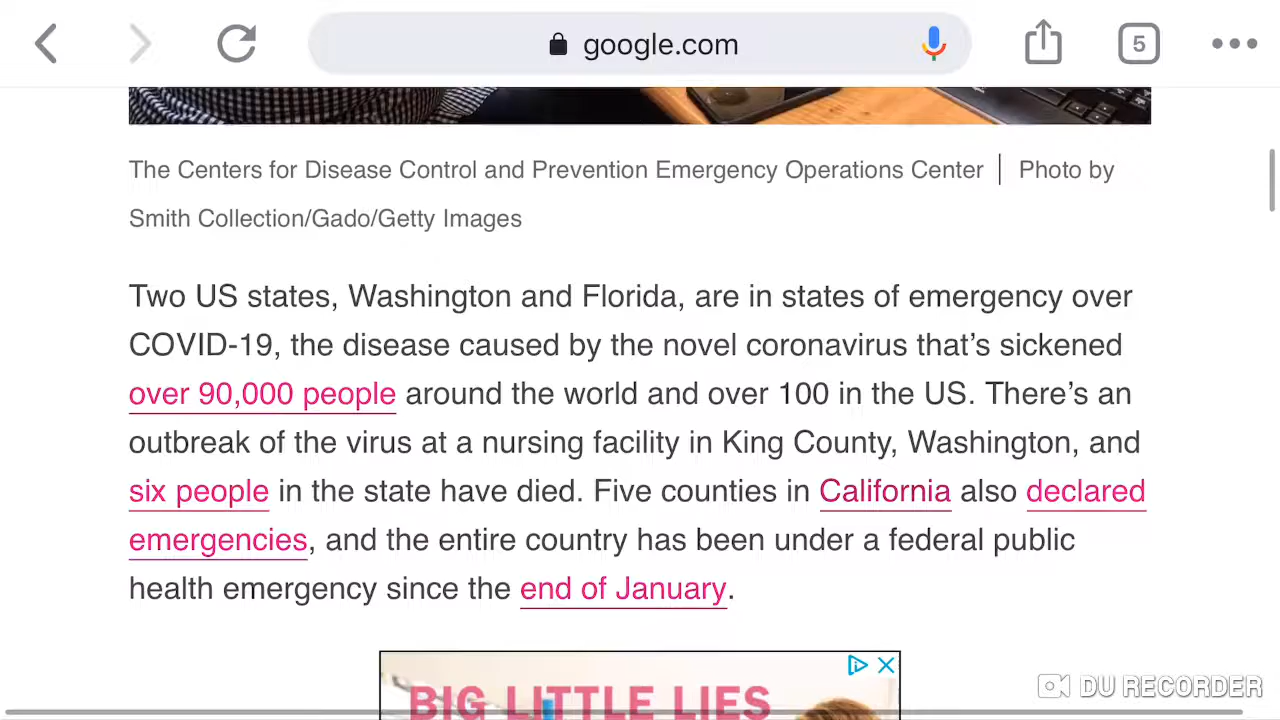 google.com
5
The Centers for Disease Control and Prevention Emergency Operations Center | Photo by
Smith Collection/Gado/Getty Images
Two US states, Washington and Florida, are in states of emergency over
COVID-19, the disease caused by the novel coronavirus that’s sickened
over 90,000 people around the world and over 100 in the US. There’s an
outbreak of the virus at a nursing facility in King County, Washington, and
six people in the state have died. Five counties in California also declared
emergencies, and the entire country has been under a federal public
health emergency since the end of January.
BIG LITTLE LIES
DU RECORDER